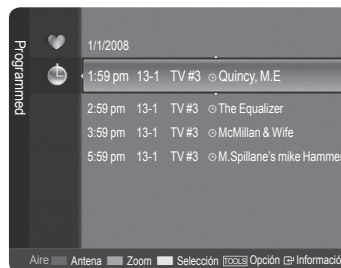 Programmed
1/1/2008
1:59 pm 13-1 TV #3 Quincy, M.E
2:59 pm 13-1 TV #3 The Equalizer
3:59 pm 13-1 TV #3 McMillan & Wife
5:59 pm 13-1 TV #3 M.Spillane's mike Hammer
Aire Antena Zoom Selección TOOLS Opción Informació